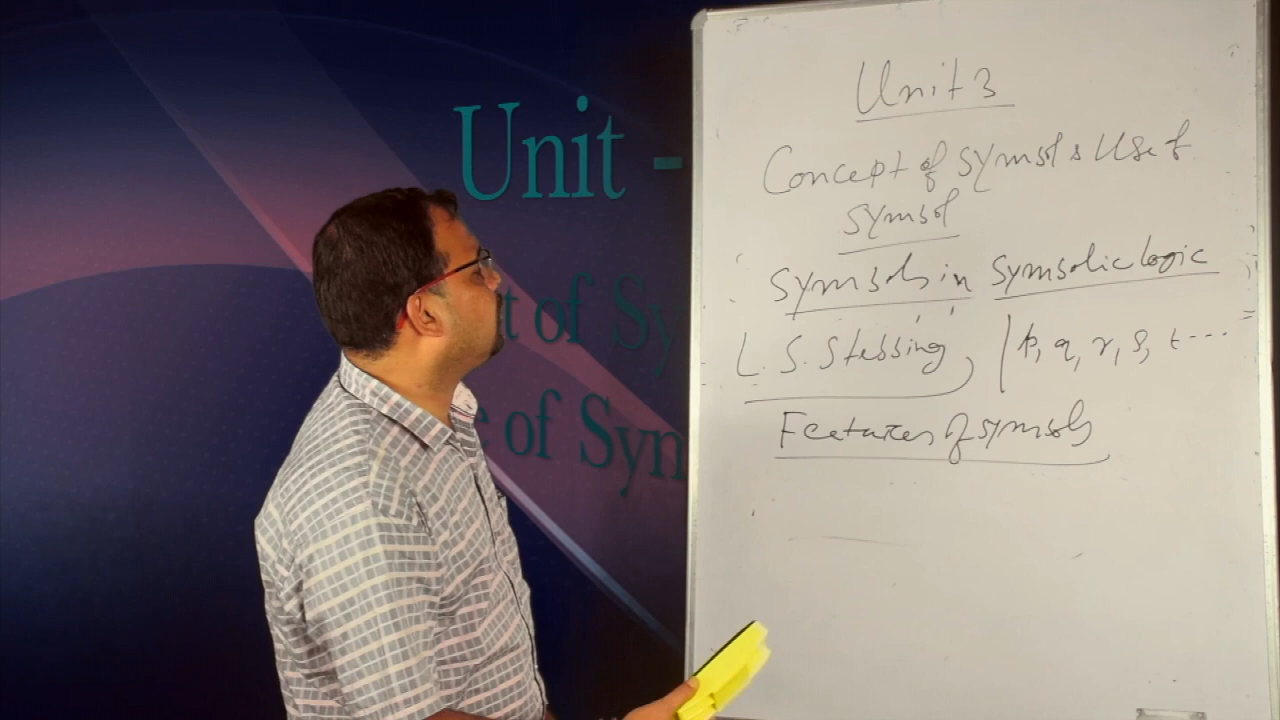 Unit -
t of Sy
e of Sym
Unit 3
Concept of Symbol & Use of
Symbol
Symbols in Symbolic logic
L. S. Stebbing, | p, q, r, s, t ....
Features of Symbols